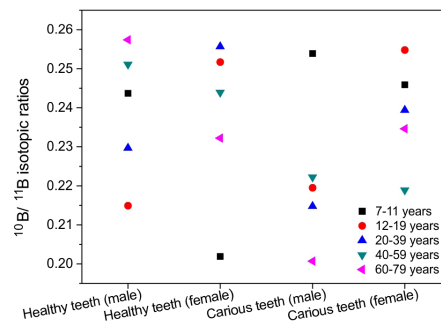 10B/ 11B isotopic ratios
0.26
0.25
0.24
0.23
0.22
0.21
0.20
7-11 years
12-19 years
20-39 years
40-59 years
60-79 years
Healthy teeth (male)
Healthy teeth (female)
Carious teeth (male)
Carious teeth (female)